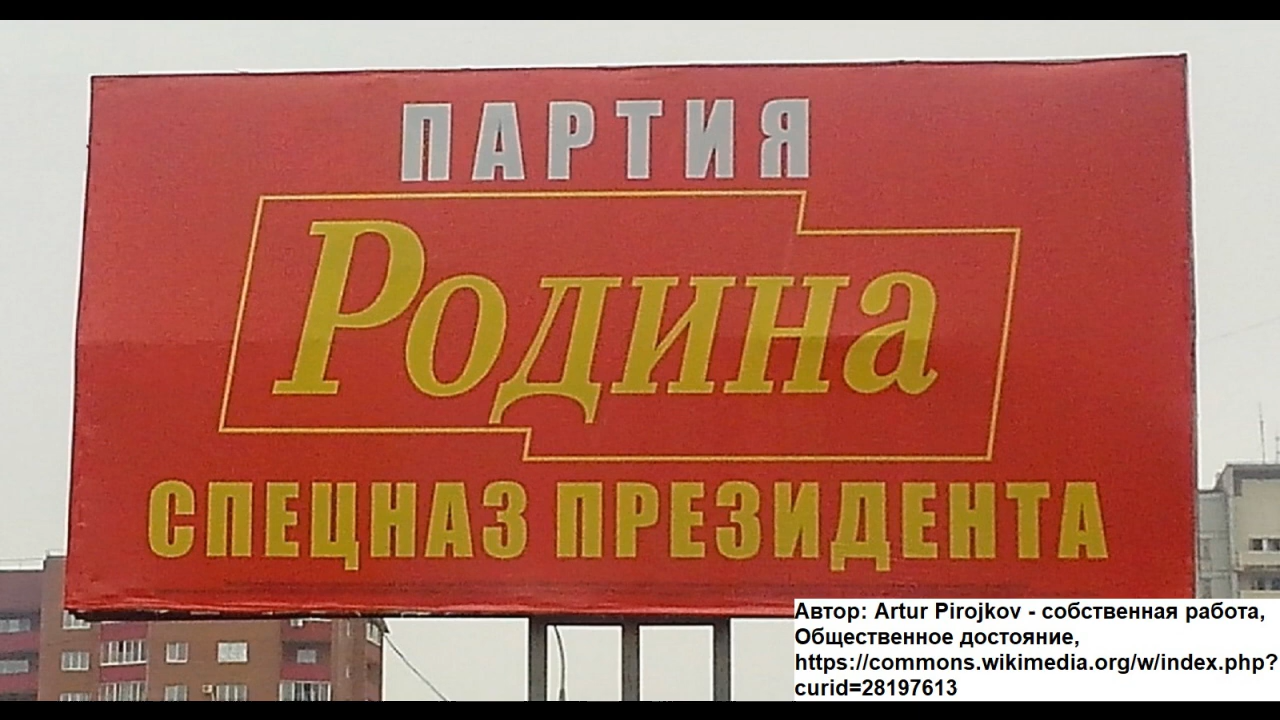 ПАРТИЯ
Родина
СПЕЦНАЗ ПРЕЗИДЕНТА
Автор: Artur Pirojkov - собственная работа,
Общественное достояние,
https://commons.wikimedia.org/w/index.php?
curid=28197613